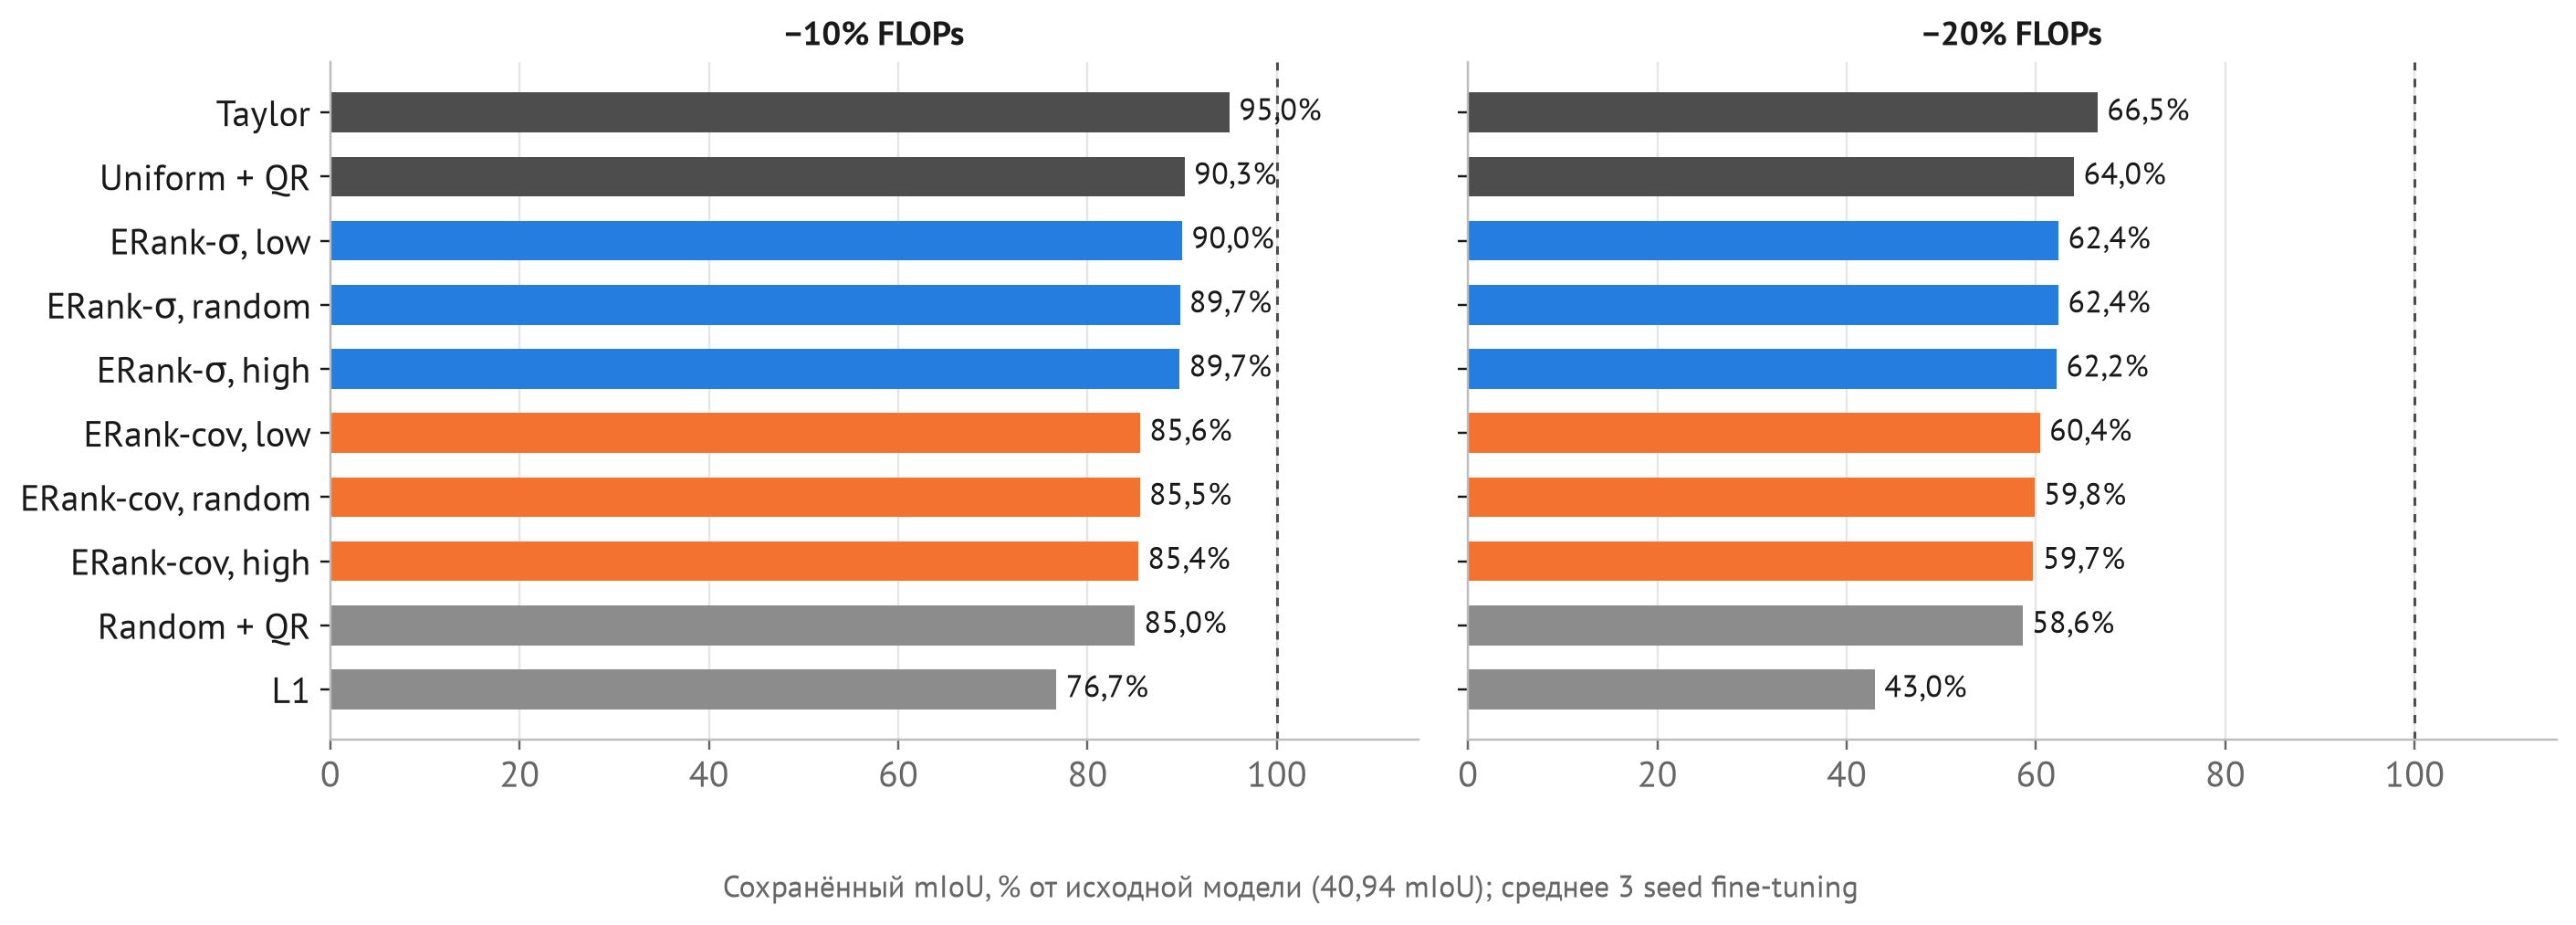 −10% FLOPs
Taylor
95,0%
Uniform + QR
90,3%
ERank-σ, low
90,0%
ERank-σ, random
89,7%
ERank-σ, high
89,7%
ERank-cov, low
85,6%
ERank-cov, random
85,5%
ERank-cov, high
85,4%
Random + QR
85,0%
L1
76,7%
0 20 40 60 80 100
−20% FLOPs
66,5%
64,0%
62,4%
62,4%
62,2%
60,4%
59,8%
59,7%
58,6%
43,0%
0 20 40 60 80 100
Сохранённый mIoU, % от исходной модели (40,94 mIoU); среднее 3 seed fine-tuning